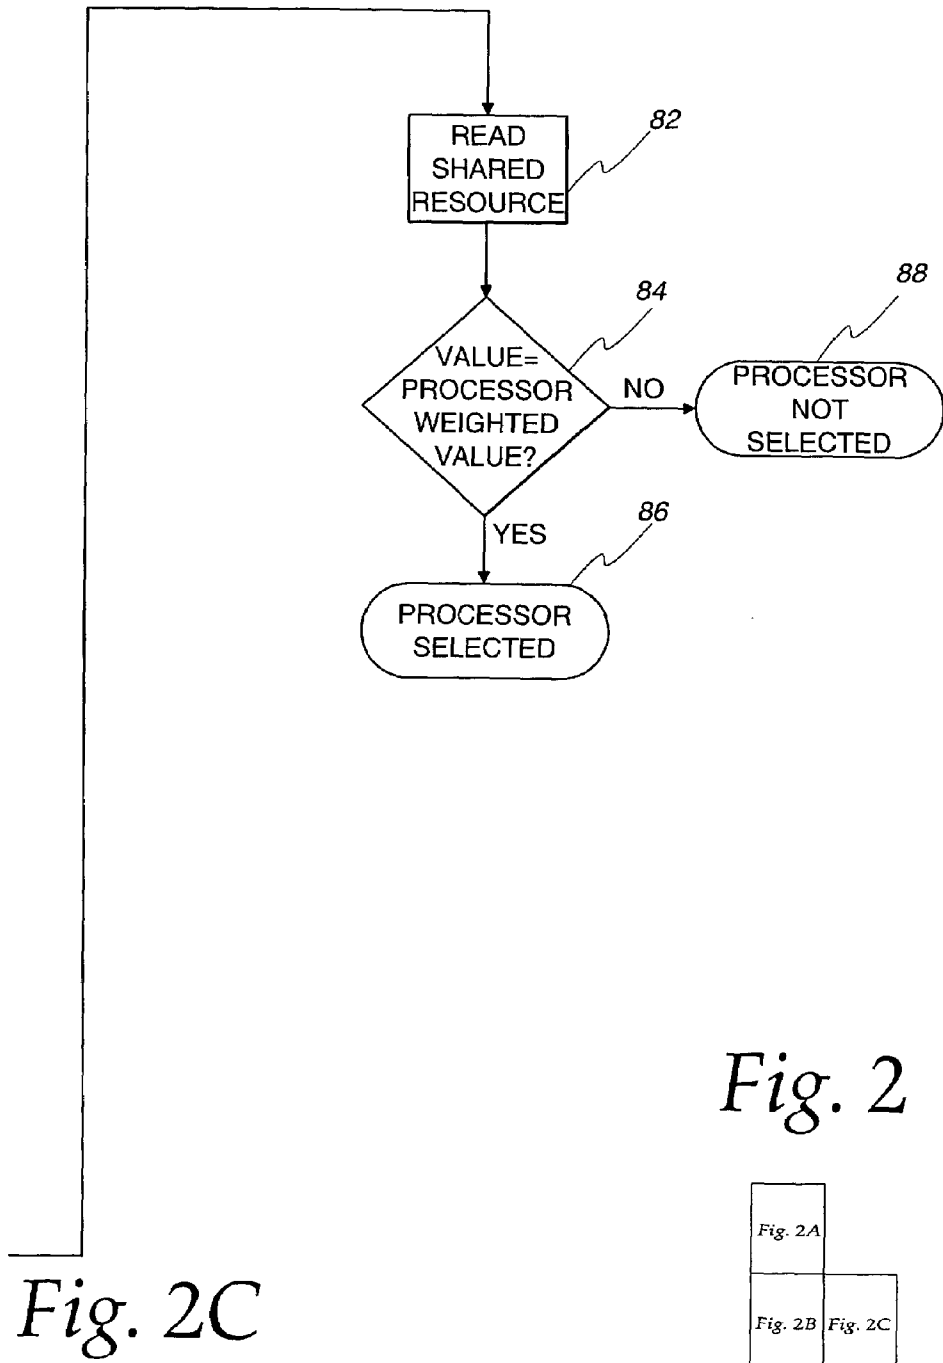 82
READ
SHARED
RESOURCE
84
88
VALUE=
PROCESSOR
WEIGHTED
VALUE?
NO
PROCESSOR
NOT
SELECTED
YES
86
PROCESSOR
SELECTED
Fig. 2
Fig. 2A
Fig. 2B
Fig. 2C
Fig. 2C